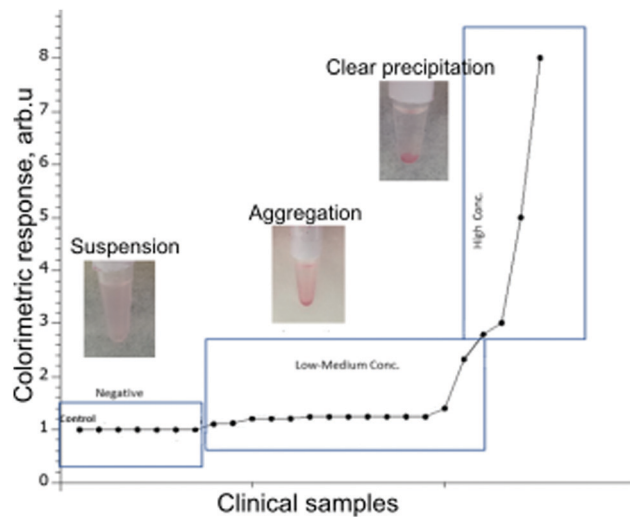 8
7
6
5
4
3
2
1
0
Colorimetric response, arb.u
Clear precipitation
High Conc.
Aggregation
Suspension
Low-Medium Conc.
Negative
Control
Clinical samples